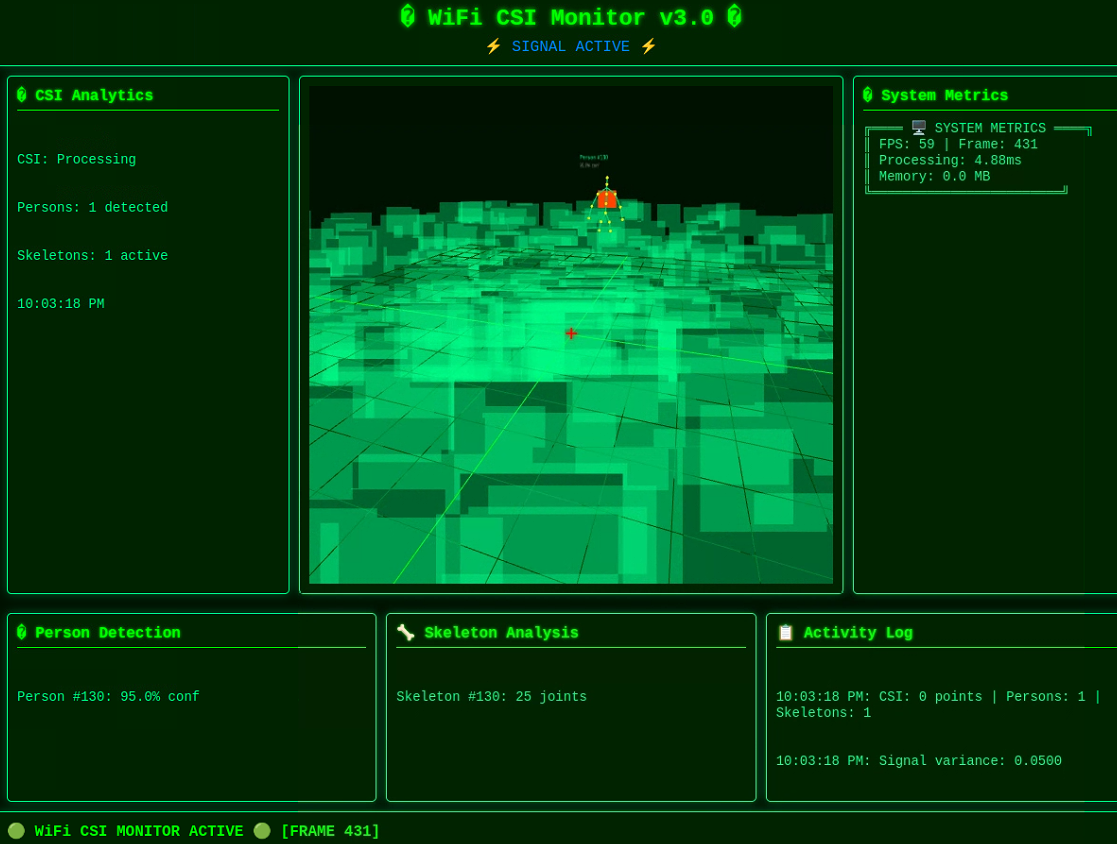 � WiFi CSI Monitor v3.0 �
⚡ SIGNAL ACTIVE ⚡
� CSI Analytics
CSI: Processing
Persons: 1 detected
Skeletons: 1 active
10:03:18 PM
Person #130
� System Metrics
╔════ 🖥️ SYSTEM METRICS ════╗
║ FPS: 59 | Frame: 431
║ Processing: 4.88ms
║ Memory: 0.0 MB
╚═════════════════════════╝
� Person Detection
Person #130: 95.0% conf
🦴 Skeleton Analysis
Skeleton #130: 25 joints
📋 Activity Log
10:03:18 PM: CSI: 0 points | Persons: 1 |
Skeletons: 1
10:03:18 PM: Signal variance: 0.0500
🟢 WiFi CSI MONITOR ACTIVE 🟢 [FRAME 431]